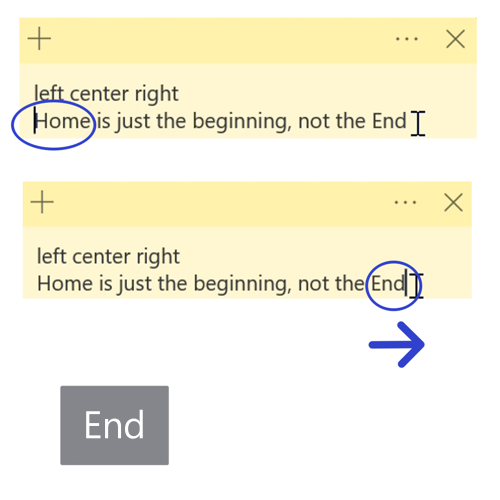 left center right
Home is just the beginning, not the End
left center right
Home is just the beginning, not the End
End